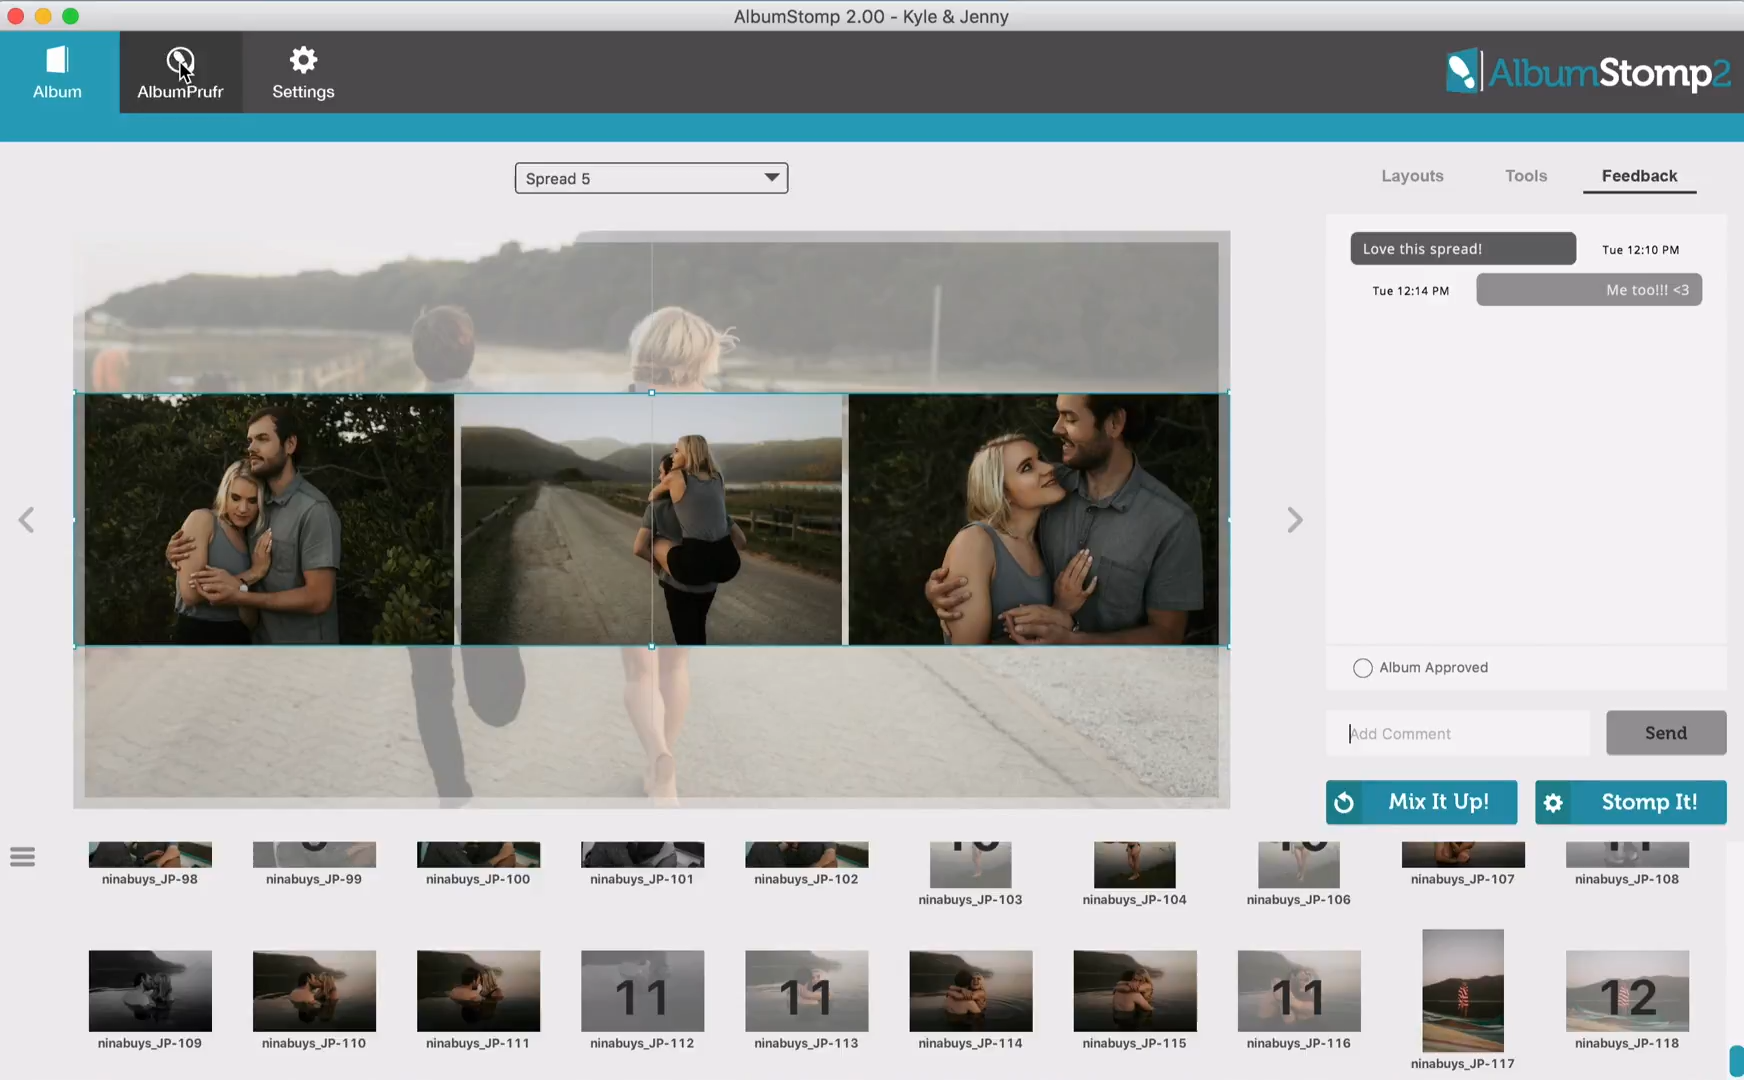 AlbumStomp 2.00 - Kyle & Jenny
Album
AlbumPrufr
Settings
AlbumStomp2
Spread 5
Layouts
Tools
Feedback
Love this spread!
Tue 12:10 PM
Tue 12:14 PM
Me too!!! <3
Album Approved
Add Comment
Send
Mix It Up!
Stomp It!
ninabuys_JP-98
ninabuys_JP-99
ninabuys_JP-100
ninabuys_JP-101
ninabuys_JP-102
ninabuys_JP-103
ninabuys_JP-104
ninabuys_JP-106
ninabuys_JP-107
ninabuys_JP-108
11
11
11
12
ninabuys_JP-109
ninabuys_JP-110
ninabuys_JP-111
ninabuys_JP-112
ninabuys_JP-113
ninabuys_JP-114
ninabuys_JP-115
ninabuys_JP-116
ninabuys_JP-117
ninabuys_JP-118